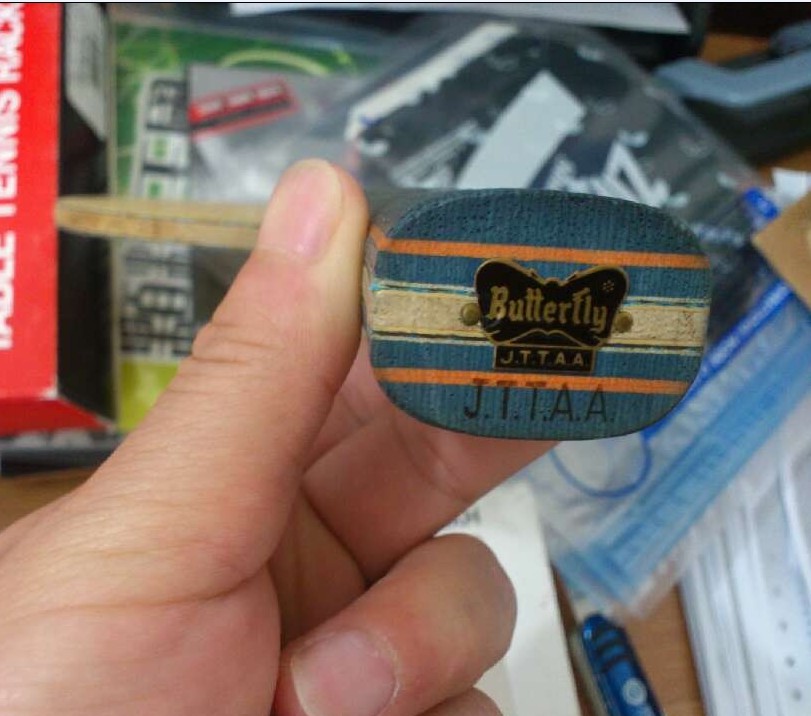 TABLE TENNIS RACK
Butterfly
J.T.T.A.A
J.T.T.A.A.